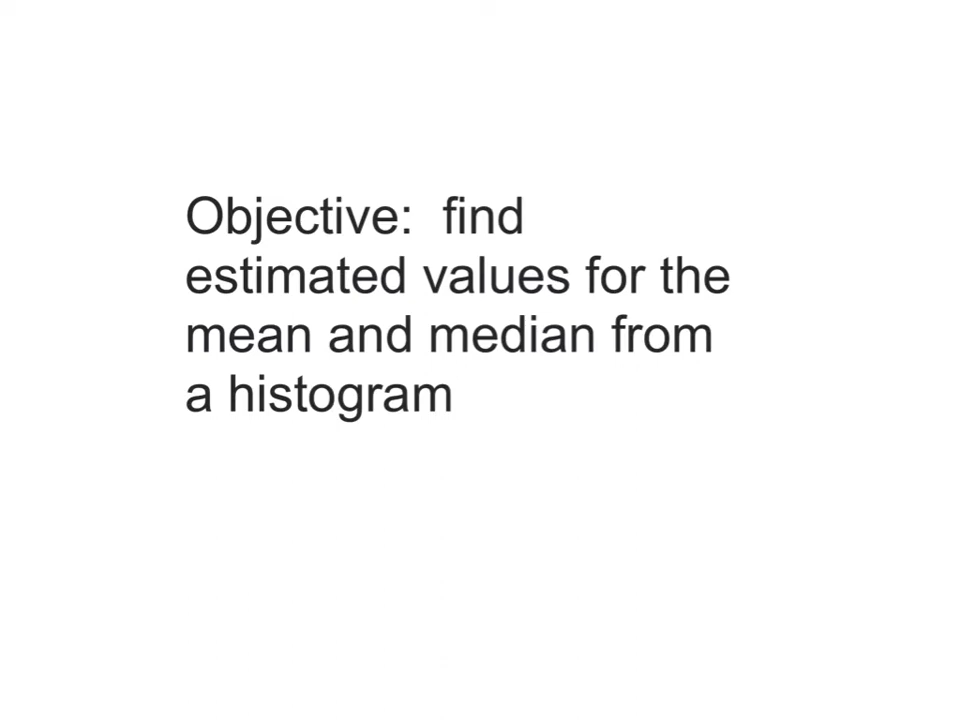 Objective:  find
estimated values for the
mean and median from
a histogram